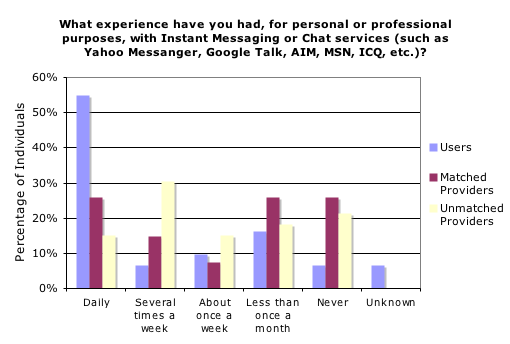 What experience have you had, for personal or professional
purposes, with Instant Messaging or Chat services (such as
Yahoo Messanger, Google Talk, AIM, MSN, ICQ, etc.)?
Percentage of Individuals
60%
50%
40%
30%
20%
10%
0%
Daily
Several
times a
week
About
once a
week
Less than
once a
month
Never
Unknown
Users
Matched
Providers
Unmatched
Providers